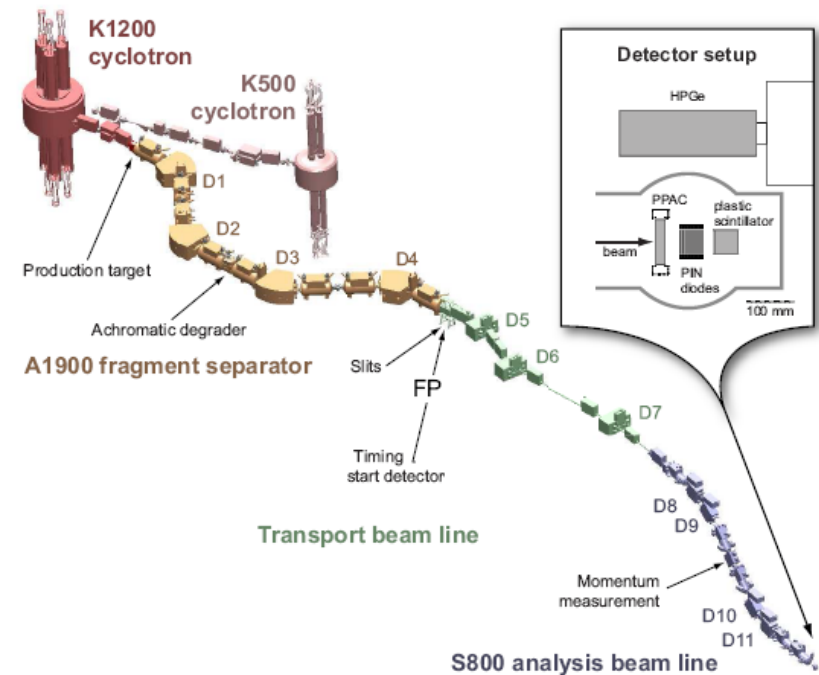 K1200
cyclotron
K500
cyclotron
Detector setup
HPGe
PPAC
plastic
scintillator
beam
PIN
diodes
100 mm
D1
D2
D3
D4
Production target
Achromatic degrader
A1900 fragment separator
Slits
FP
Timing
start detector
D5
D6
D7
Transport beam line
D8
D9
Momentum
measurement
D10
D11
S800 analysis beam line